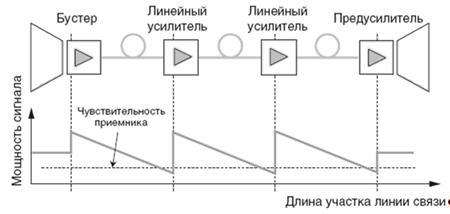 Бустер
Линейный
усилитель
Линейный
усилитель
Предусилитель
Мощность сигнала
Чувствительность
приемника
Длина участка линии связи